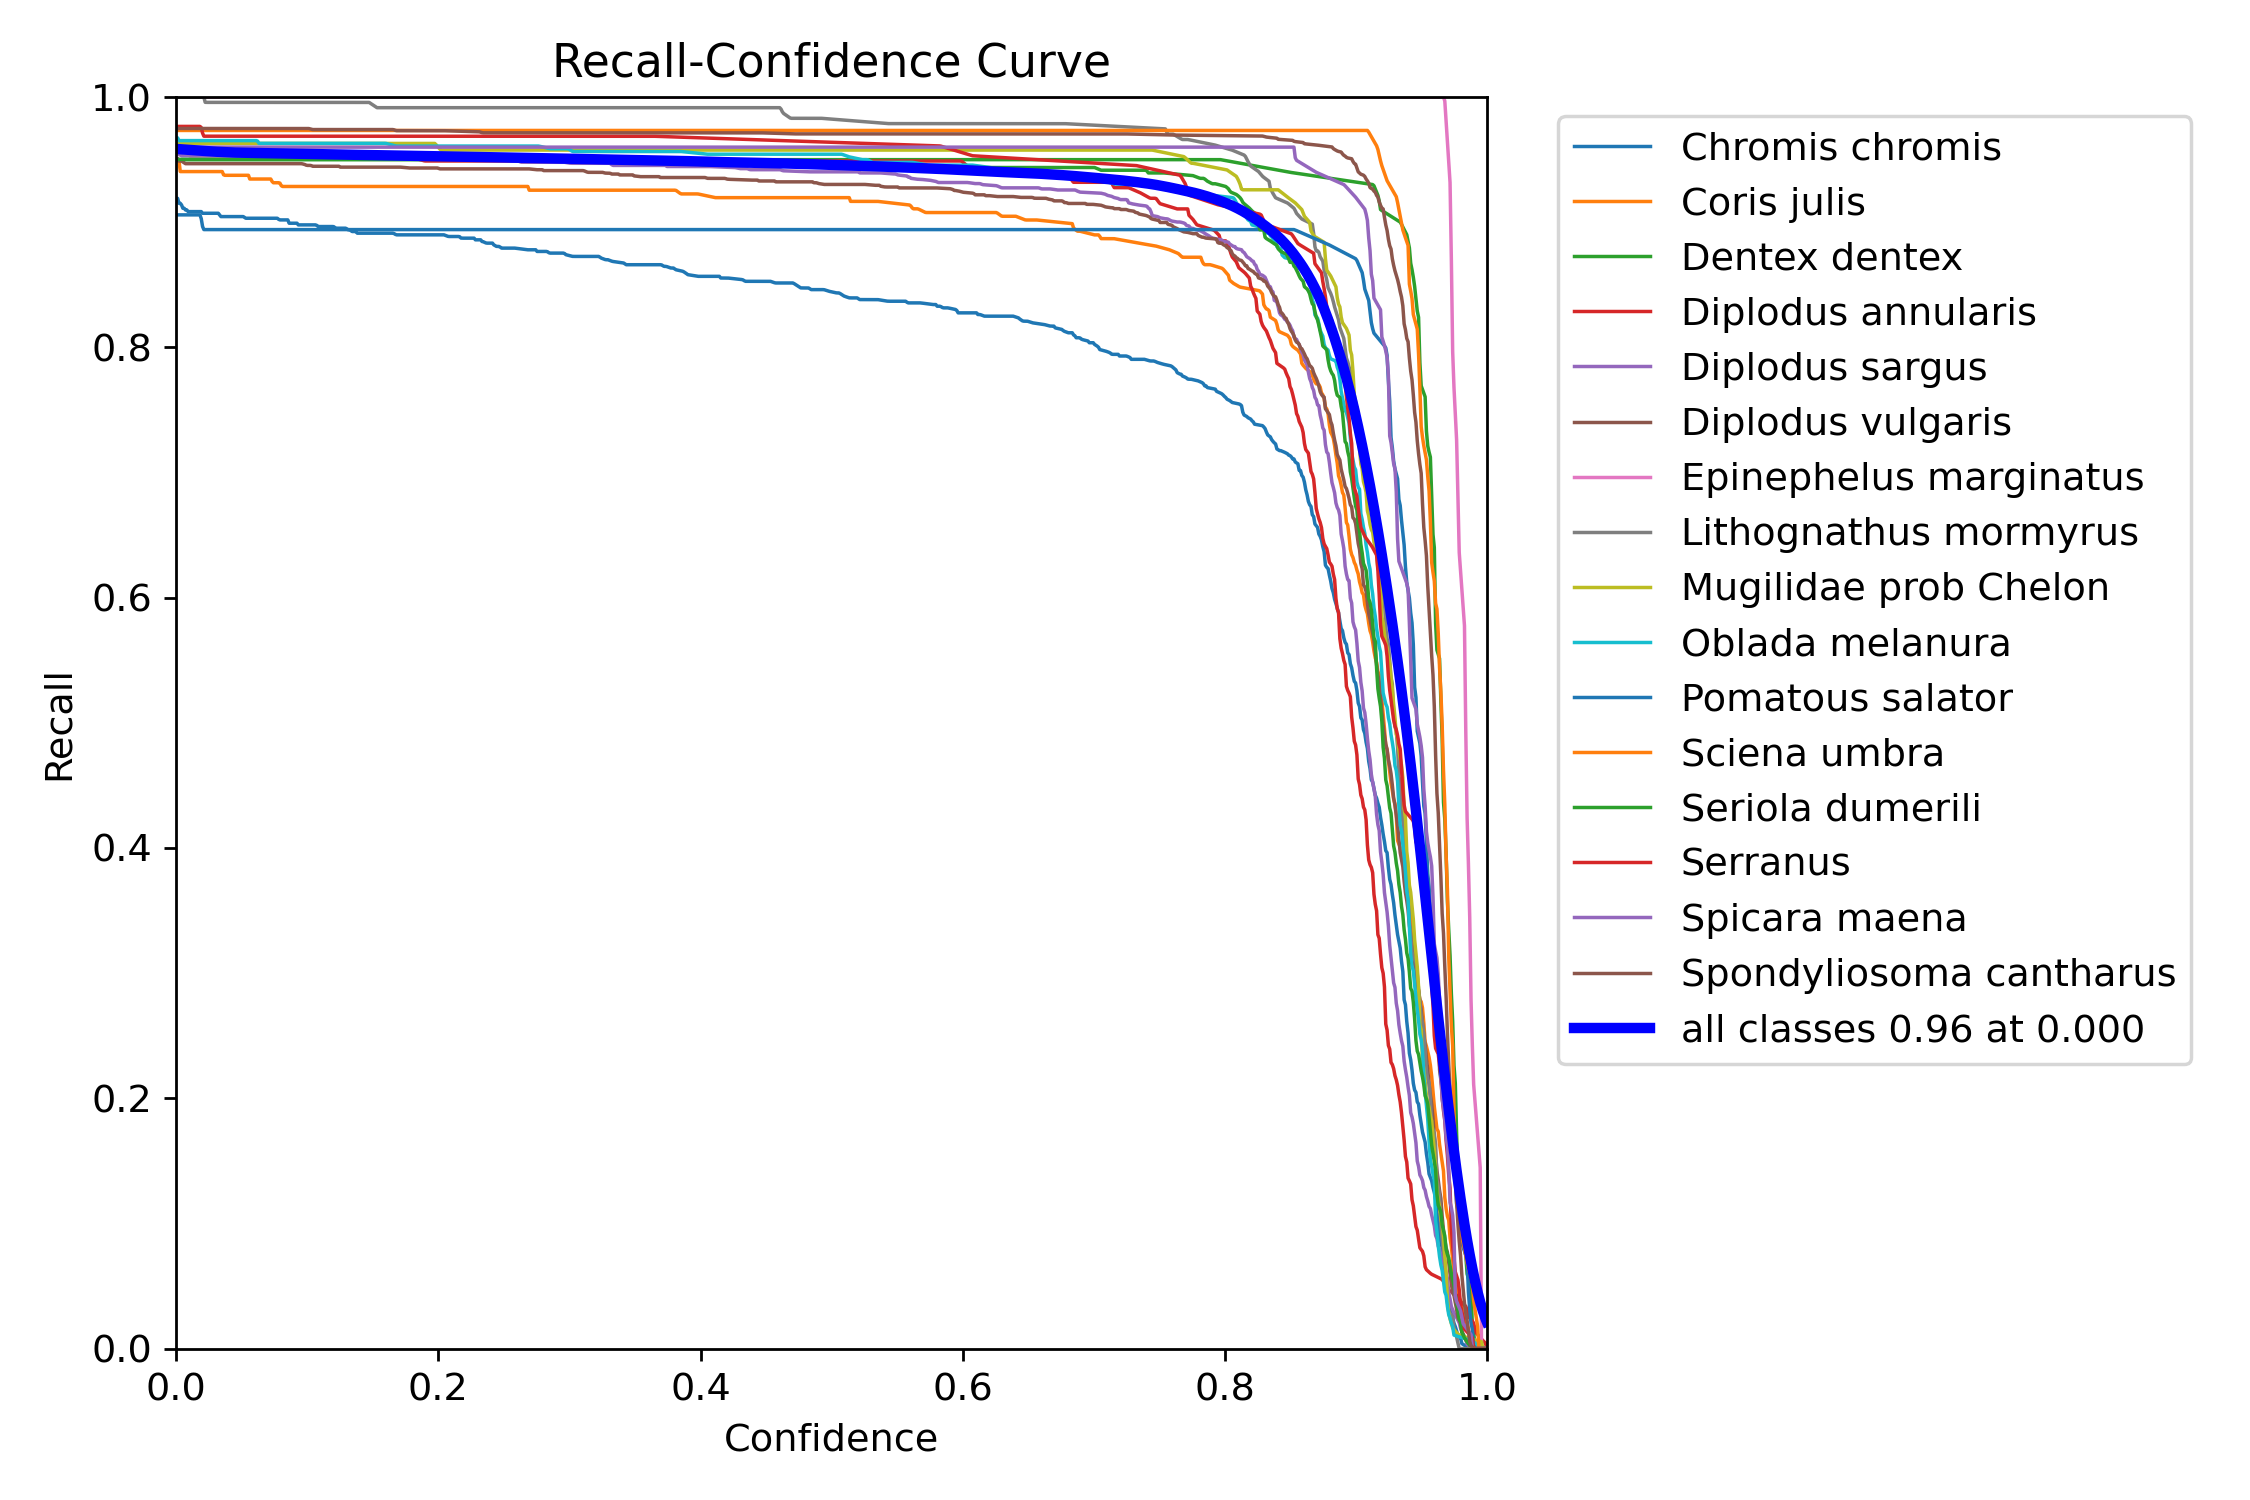 Recall-Confidence Curve
1.0
0.8
0.6
0.4
0.2
0.0
Recall
0.0 0.2 0.4 0.6 0.8 1.0
Confidence
Chromis chromis
Coris julis
Dentex dentex
Diplodus annularis
Diplodus sargus
Diplodus vulgaris
Epinephelus marginatus
Lithognathus mormyrus
Mugilidae prob Chelon
Oblada melanura
Pomatous salator
Sciena umbra
Seriola dumerili
Serranus
Spicara maena
Spondyliosoma cantharus
all classes 0.96 at 0.000